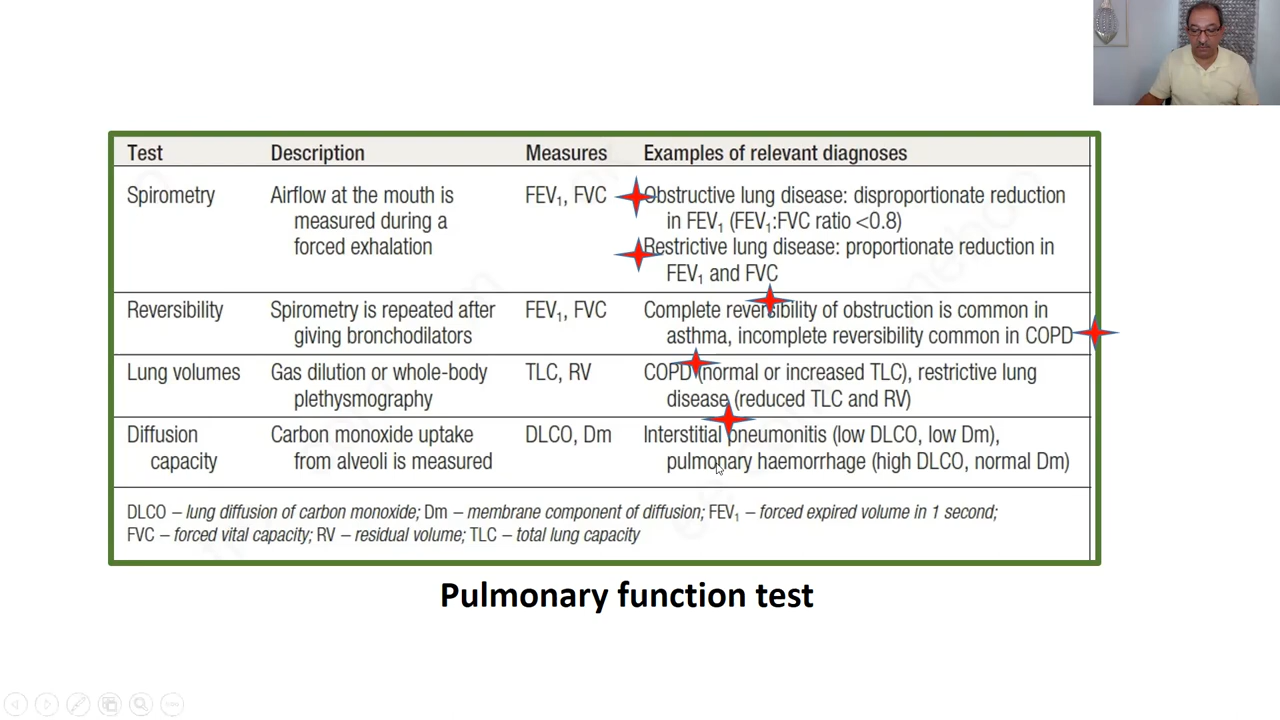 Test Description Measures Examples of relevant diagnoses
Spirometry Airflow at the mouth is FEV₁, FVC Obstructive lung disease: disproportionate reduction
measured during a in FEV₁ (FEV₁:FVC ratio <0.8)
forced exhalation Restrictive lung disease: proportionate reduction in
FEV₁ and FVC
Reversibility Spirometry is repeated after FEV₁, FVC Complete reversibility of obstruction is common in
giving bronchodilators asthma, incomplete reversibility common in COPD
Lung volumes Gas dilution or whole-body TLC, RV COPD (normal or increased TLC), restrictive lung
plethysmography disease (reduced TLC and RV)
Diffusion Carbon monoxide uptake DLCO, Dm Interstitial pneumonitis (low DLCO, low Dm),
capacity from alveoli is measured pulmonary haemorrhage (high DLCO, normal Dm)
DLCO – lung diffusion of carbon monoxide; Dm – membrane component of diffusion; FEV₁ – forced expired volume in 1 second;
FVC – forced vital capacity; RV – residual volume; TLC – total lung capacity
Pulmonary function test